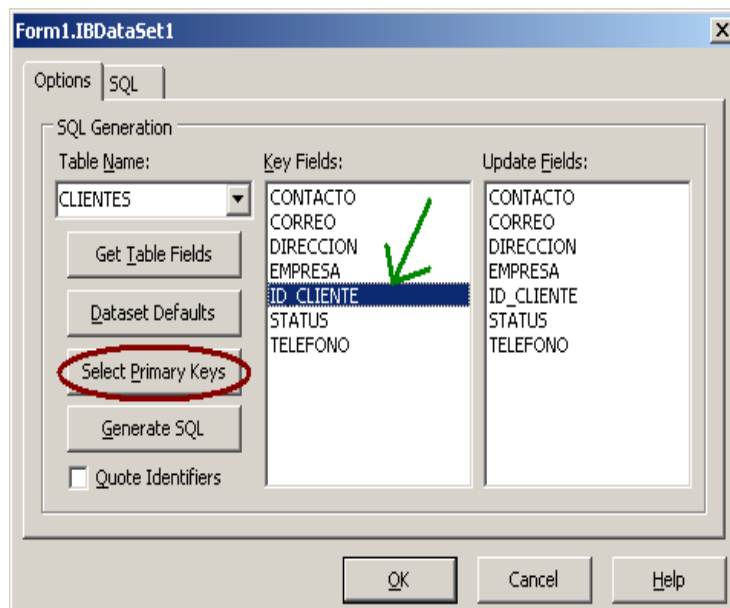 Form1.IBDataSet1
Options
SQL
SQL Generation
Table Name:
CLIENTES
Get Table Fields
Dataset Defaults
Select Primary Keys
Generate SQL
Quote Identifiers
Key Fields:
CONTACTO
CORREO
DIRECCION
EMPRESA
ID_CLIENTE
STATUS
TELEFONO
Update Fields:
CONTACTO
CORREO
DIRECCION
EMPRESA
ID_CLIENTE
STATUS
TELEFONO
OK
Cancel
Help